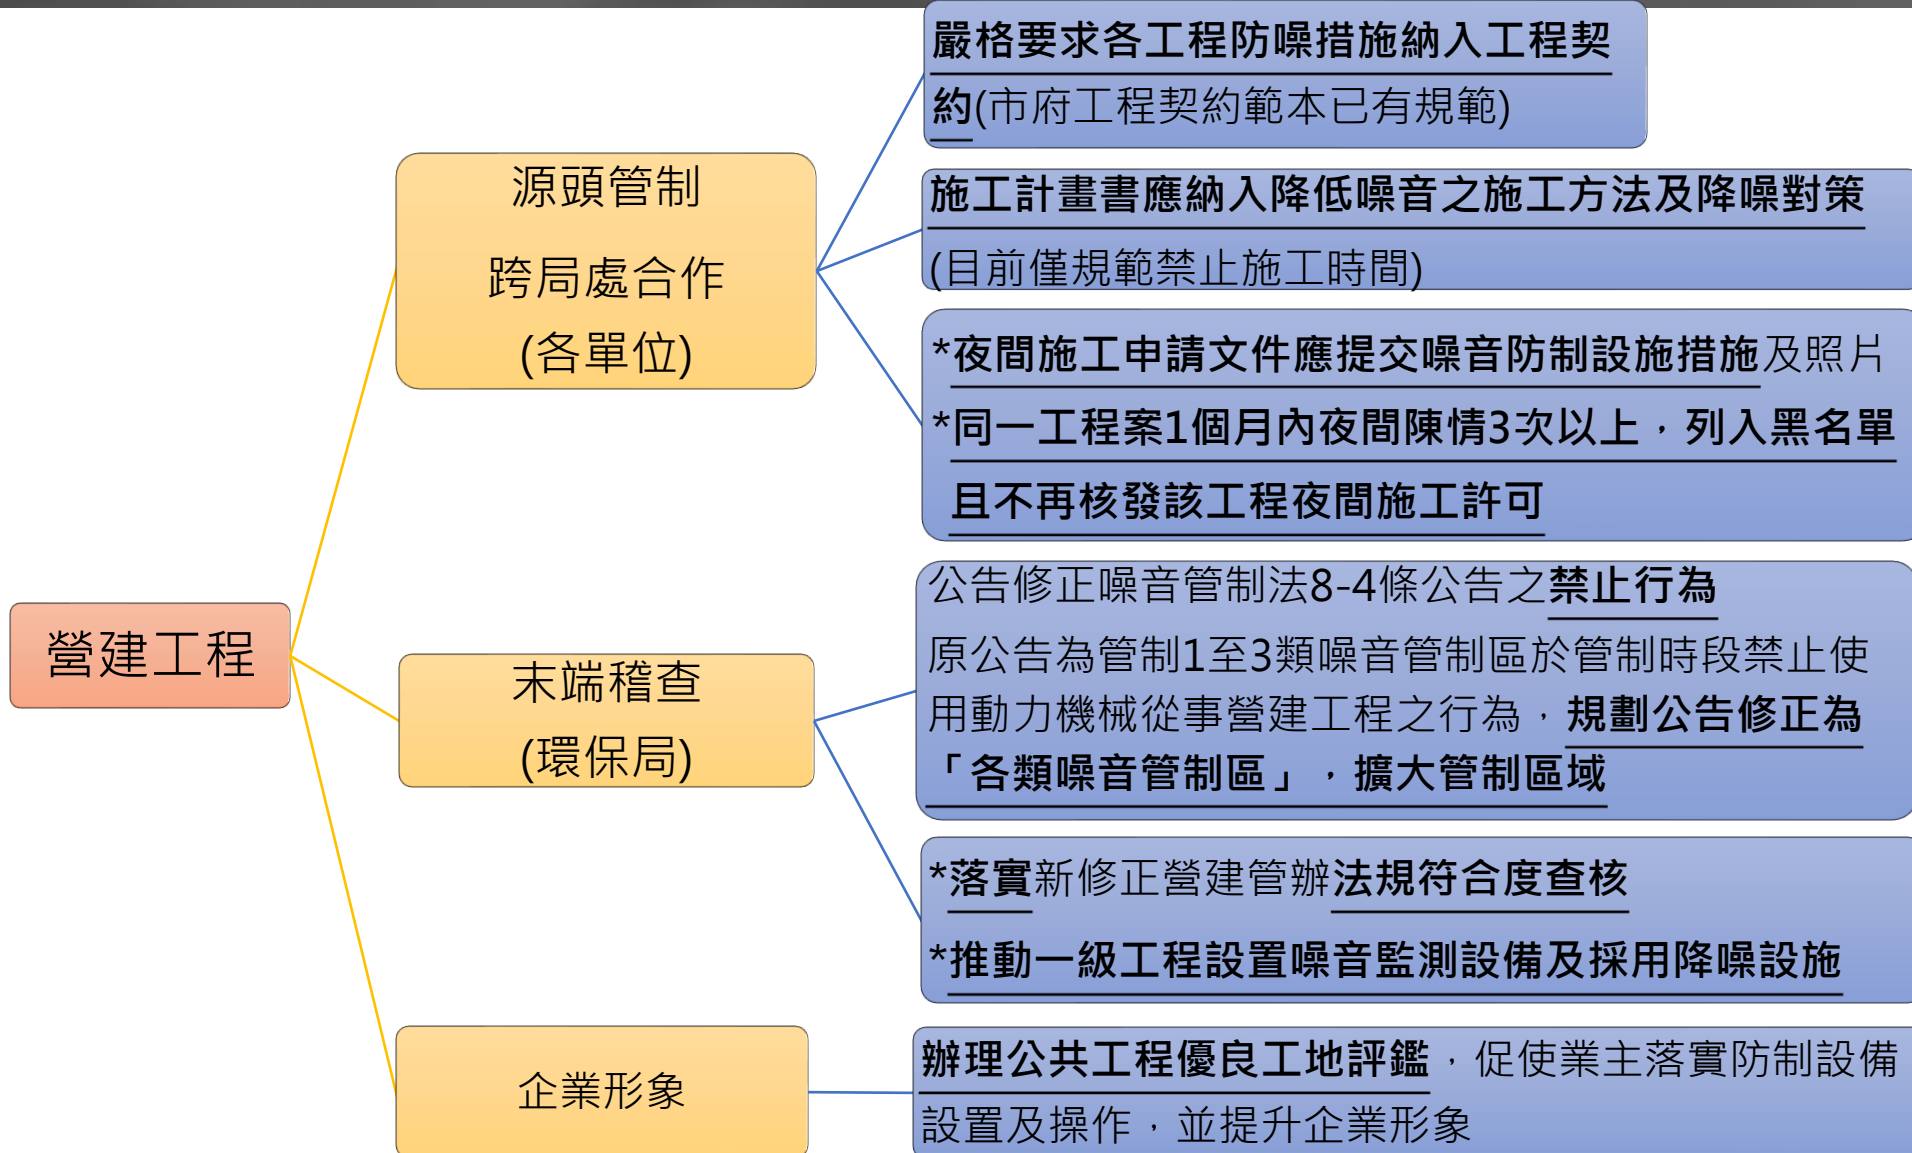 營建工程
源頭管制
跨局處合作
(各單位)
嚴格要求各工程防噪措施納入工程契
約(市府工程契約範本已有規範)
施工計畫書應納入降低噪音之施工方法及降噪對策
(目前僅規範禁止施工時間)
*夜間施工申請文件應提交噪音防制設施措施及照片
*同一工程案1個月內夜間陳情3次以上，列入黑名單
且不再核發該工程夜間施工許可
末端稽查
(環保局)
公告修正噪音管制法8-4條公告之禁止行為
原公告為管制1至3類噪音管制區於管制時段禁止使
用動力機械從事營建工程之行為，規劃公告修正為
「各類噪音管制區」，擴大管制區域
*落實新修正營建管辦法規符合度查核
*推動一級工程設置噪音監測設備及採用降噪設施
企業形象
辦理公共工程優良工地評鑑，促使業主落實防制設備
設置及操作，並提升企業形象